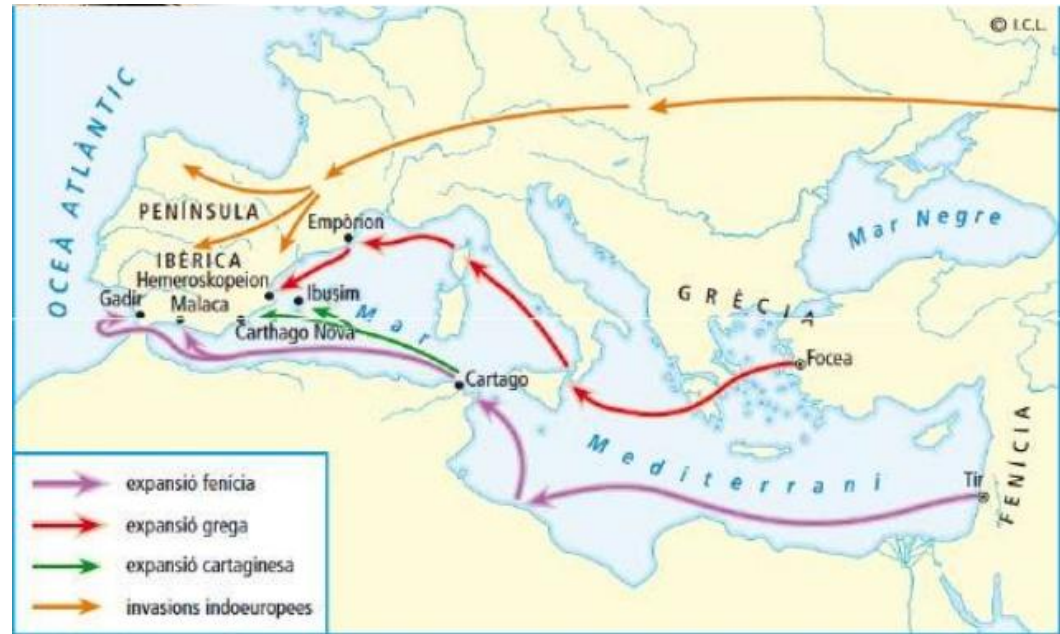 © I.C.L.
OCEÀ ATLÀNTIC
PENÍNSULA
IBÈRICA
Empòrion
Hemeroskopeion
Ibusim
Gadir
Malaca
Carthago Nova
Mar
Mediterrani
Cartago
GRÈCIA
Focea
Mar Negre
Tir
FENÍCIA
expansió fenícia
expansió grega
expansió cartaginesa
invasions indoeuropees